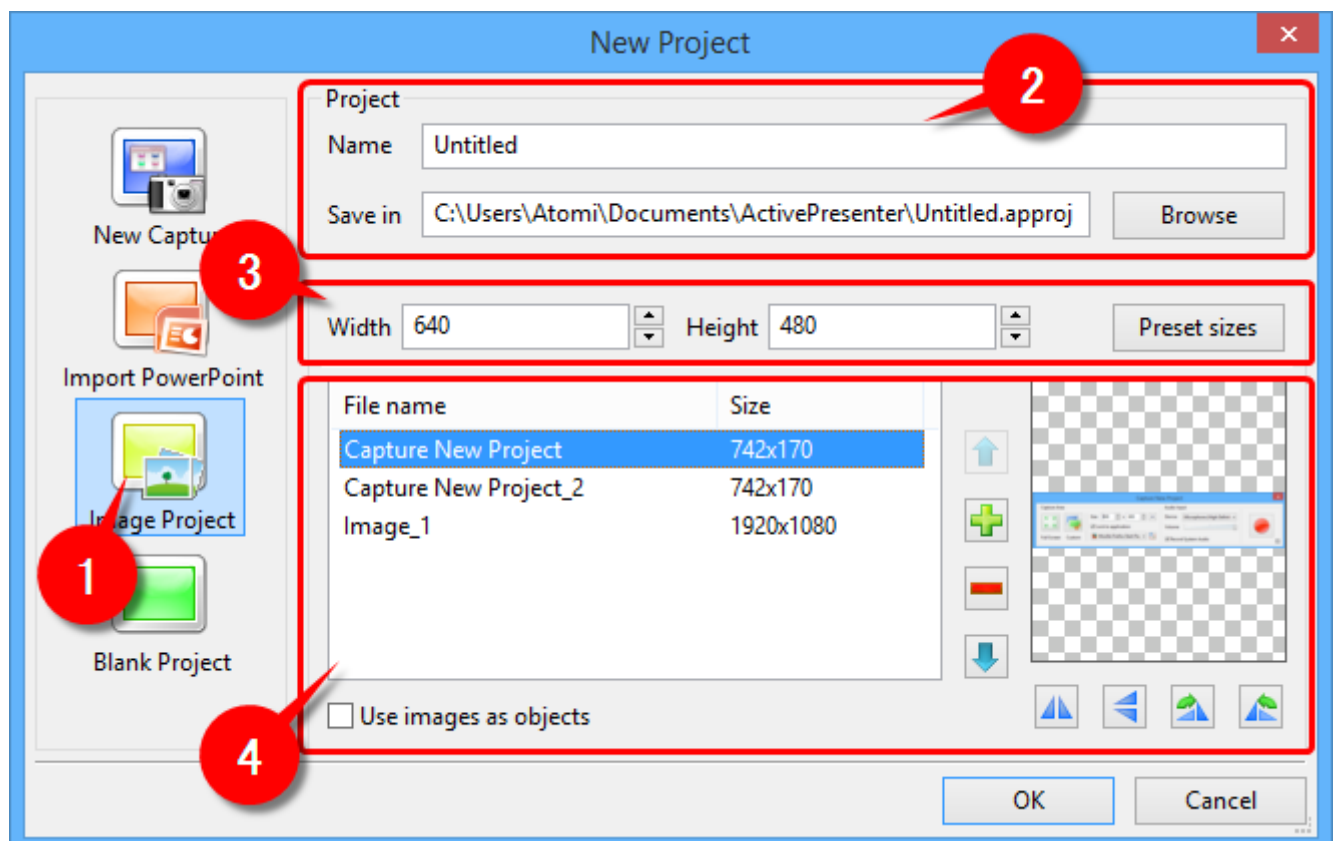 New Project
2
Project
Name Untitled
Save in C:\Users\Atomi\Documents\ActivePresenter\Untitled.approj Browse
New Captu
3
Width 640 Height 480 Preset sizes
Import PowerPoint
File name Size
Capture New Project 742x170
Capture New Project_2 742x170
Image_1 1920x1080
Image Project
1
Blank Project
Use images as objects
4
OK Cancel